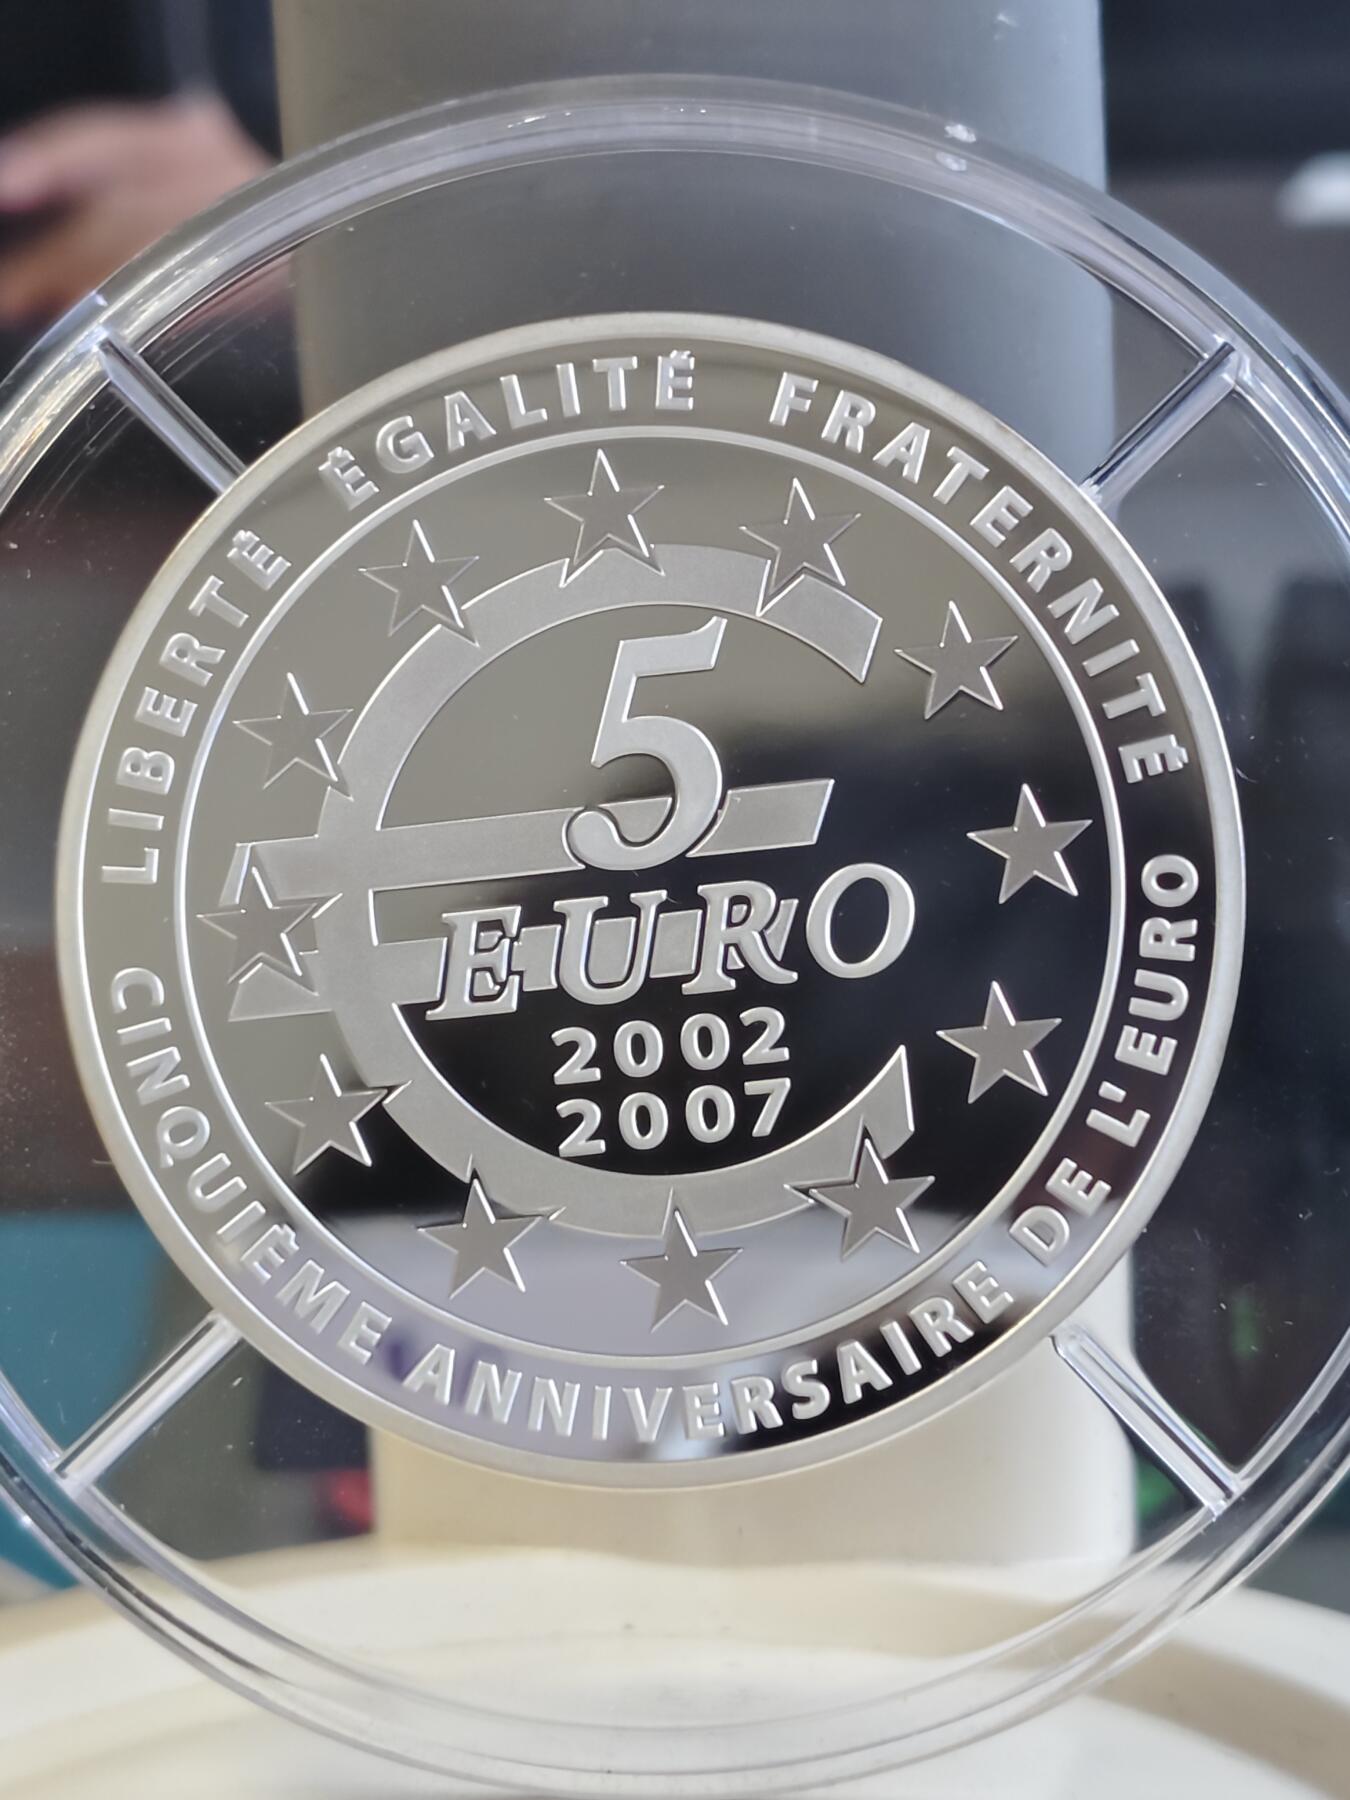 LIBERTÉ ÉGALITÉ FRATERNITÉ
5
EURO
2002
2007
CINQUIÈME ANNIVERSAIRE DE L'EURO